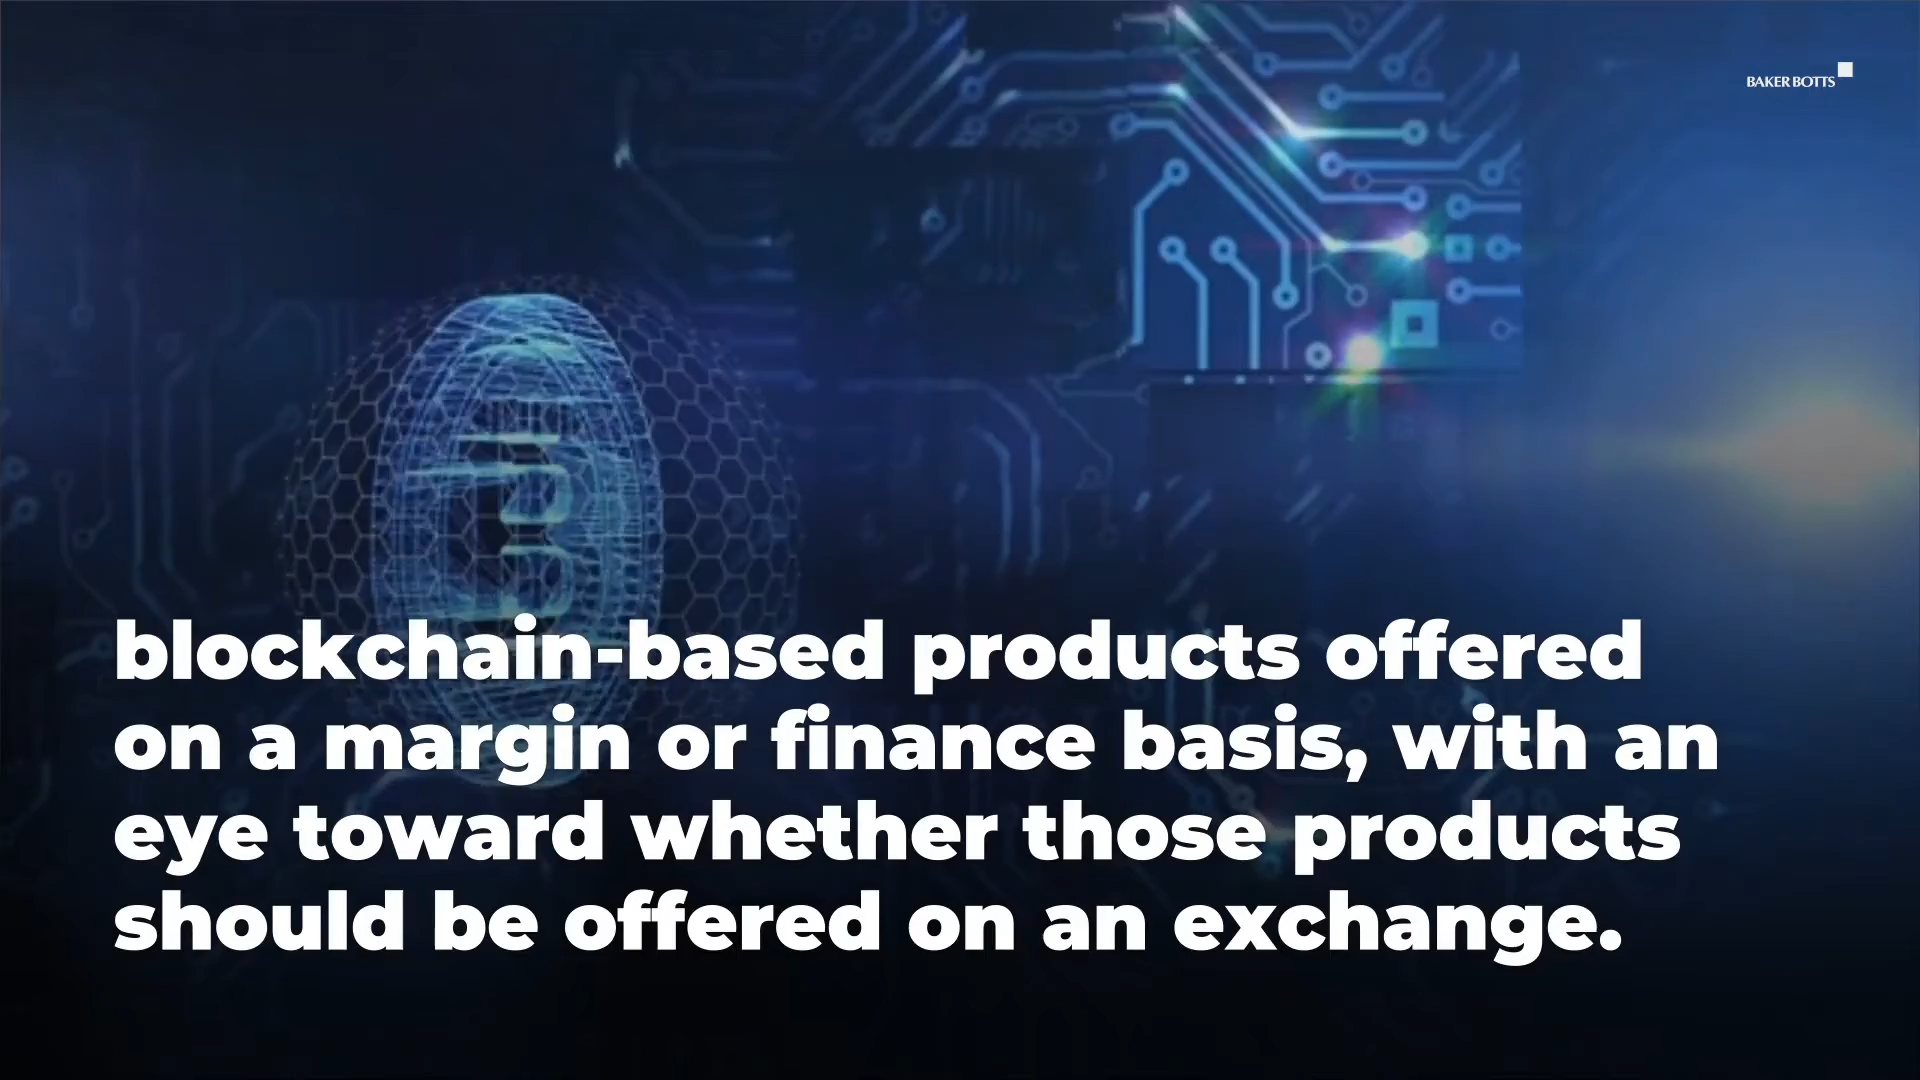 BAKER BOTTS
blockchain-based products offered
on a margin or finance basis, with an
eye toward whether those products
should be offered on an exchange.